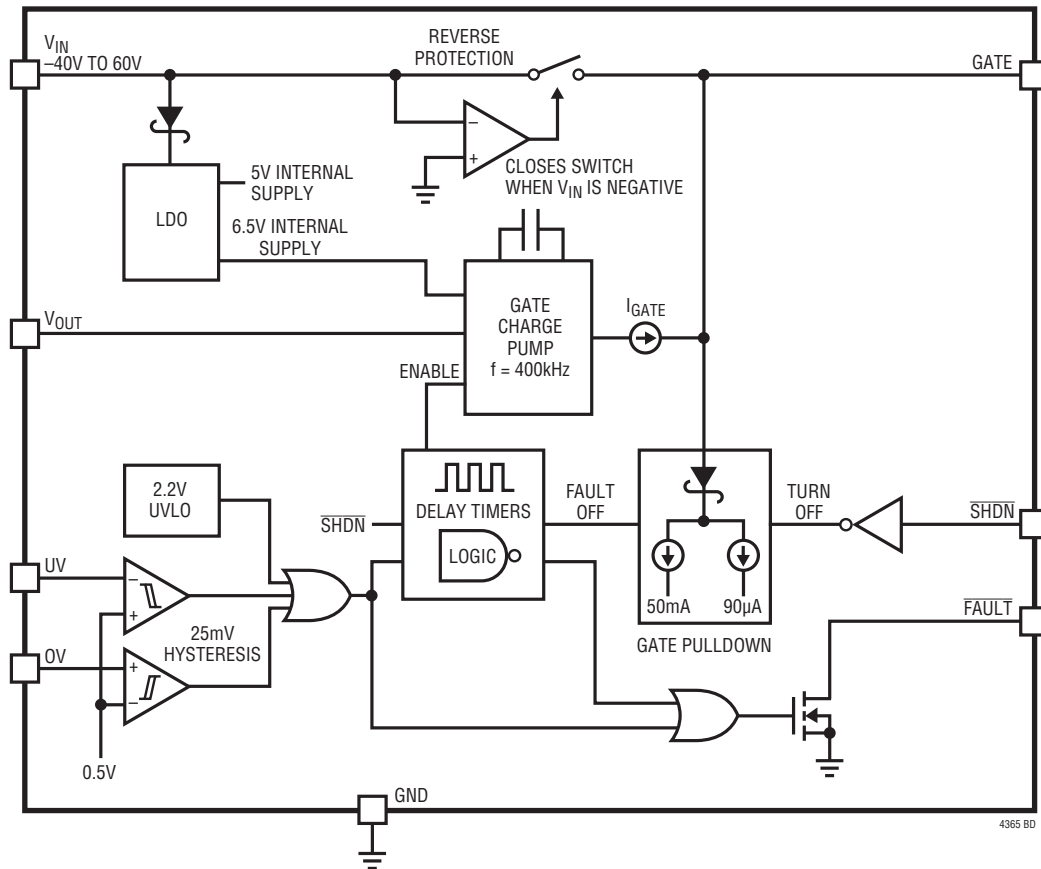 VIN
–40V TO 60V
REVERSE
PROTECTION
GATE
–
+
CLOSES SWITCH
WHEN VIN IS NEGATIVE
LDO
5V INTERNAL
SUPPLY
6.5V INTERNAL
SUPPLY
VOUT
GATE
CHARGE
PUMP
f = 400kHz
IGATE
ENABLE
2.2V
UVLO
SHDN
DELAY TIMERS
LOGIC
FAULT
OFF
TURN
OFF
SHDN
50mA
90µA
GATE PULLDOWN
FAULT
UV
–
+
25mV
HYSTERESIS
OV
+
–
0.5V
GND
4365 BD